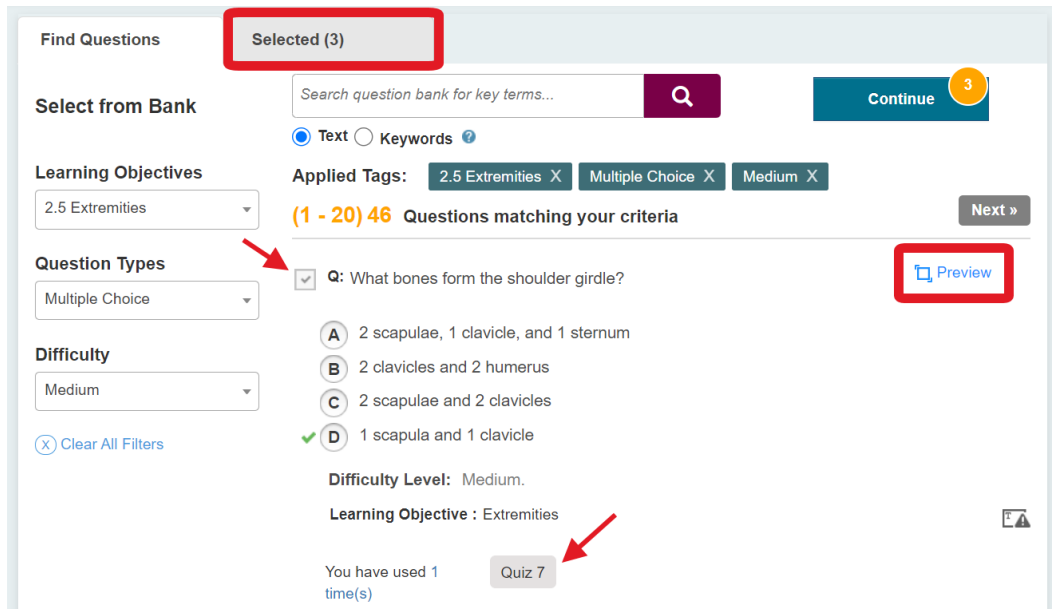 Find Questions
Selected (3)
Select from Bank
Search question bank for key terms...
Continue
3
Text
Keywords
?
Learning Objectives
2.5 Extremities
Applied Tags:
2.5 Extremities X
Multiple Choice X
Medium X
(1 - 20) 46 Questions matching your criteria
Next »
Question Types
Multiple Choice
Q: What bones form the shoulder girdle?
Preview
A 2 scapulae, 1 clavicle, and 1 sternum
B 2 clavicles and 2 humerus
C 2 scapulae and 2 clavicles
D 1 scapula and 1 clavicle
Difficulty
Medium
X Clear All Filters
Difficulty Level: Medium.
Learning Objective : Extremities
T
You have used 1
time(s)
Quiz 7